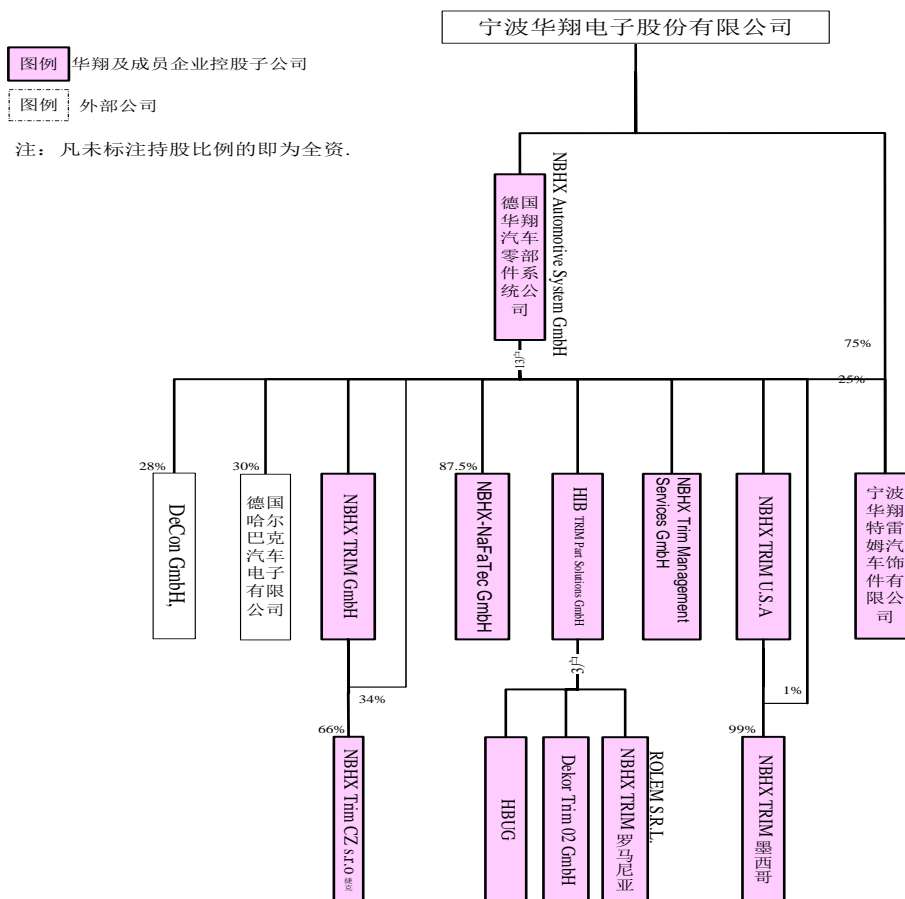 宁波华翔电子股份有限公司
图例 华翔及成员企业控股子公司
图例 外部公司
注：凡未标注持股比例的即为全资.
德国
华翔
汽车
零部
件系
统公
司
NBHX Automotive System GmbH
13户
75%
25%
28%
DeCon GmbH,
30%
德国
哈尔
巴克
汽车
电子
有限
公司
NBHX TRIM GmbH
87.5%
NBHX-NaFaTec GmbH
HIB TRIM Part Solutions GmbH
NBHX Trim Management
Services GmbH
NBHX TRIM U.S.A
宁波
华翔
特雷
姆汽
车饰
件有
限公
司
34%
3户
1%
66%
NBHX Trim CZ s.r.o 捷克
HBUG
Dekor Trim 02 GmbH
NBHX TRIM 罗马尼亚
ROLEM S.R.L.
99%
NBHX TRIM 墨西哥